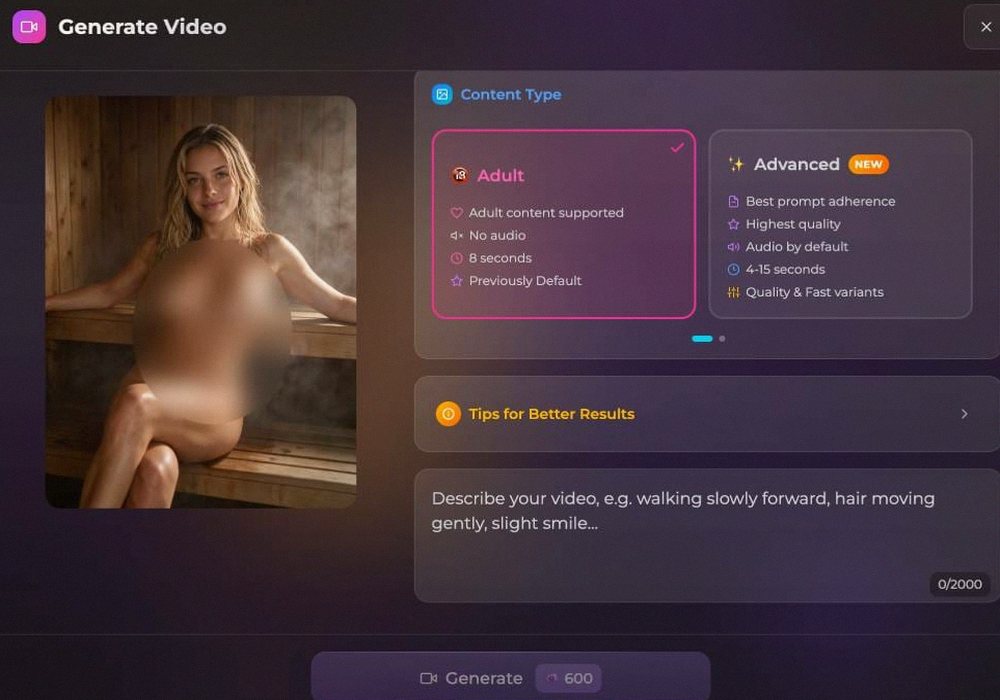 Generate Video
Content Type
18
Adult
Adult content supported
No audio
8 seconds
Previously Default
Advanced NEW
Best prompt adherence
Highest quality
Audio by default
4-15 seconds
Quality & Fast variants
Tips for Better Results
Describe your video, e.g. walking slowly forward, hair moving
gently, slight smile...
0/2000
Generate 600